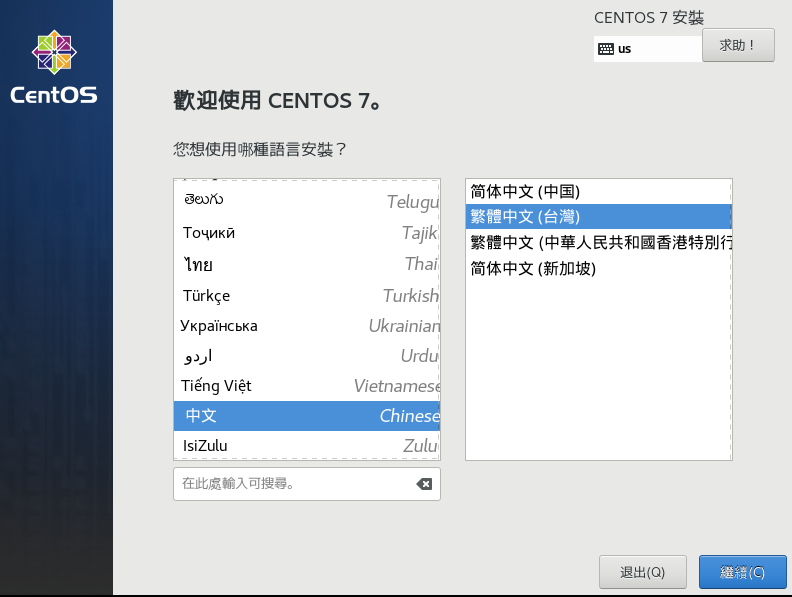 CentOS
CENTOS 7 安裝
us
求助！
歡迎使用 CENTOS 7。
您想使用哪種語言安裝？
తెలుగు Telugu
Тоҷикӣ Tajik
ไทย Thai
Türkçe Turkish
Українська Ukrainian
اردو Urdu
Tiếng Việt Vietnamese
中文 Chinese
IsiZulu Zulu
简体中文 (中国)
繁體中文 (台灣)
繁體中文 (中華人民共和國香港特別行
简体中文 (新加坡)
在此處輸入可搜尋。
退出(Q)
繼續(C)